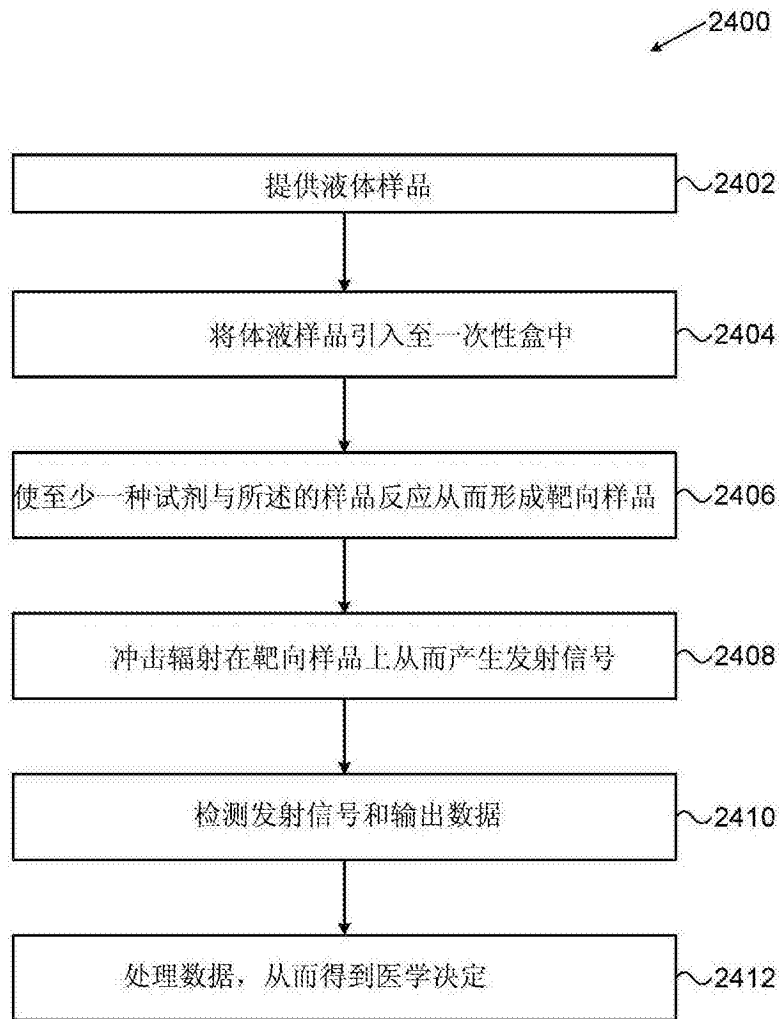 2400
提供液体样品
2402
将体液样品引入至一次性盒中
2404
使至少一种试剂与所述的样品反应从而形成靶向样品
2406
冲击辐射在靶向样品上从而产生发射信号
2408
检测发射信号和输出数据
2410
处理数据，从而得到医学决定
2412